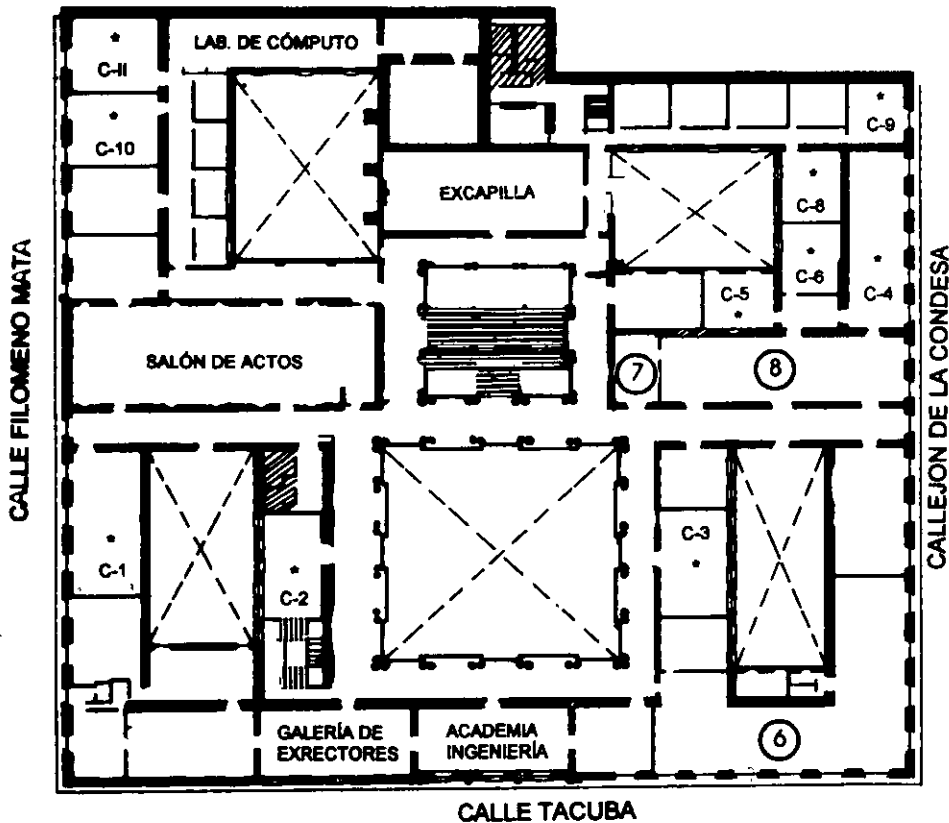 LAB. DE CÓMPUTO
C-11
C-10
C-9
EXCAPILLA
C-8
C-6
C-5
C-4
SALÓN DE ACTOS
7
8
CALLE FILOMENO MATA
CALLEJON DE LA CONDESA
C-1
C-2
C-3
GALERÍA DE
EXRECTORES
ACADEMIA
INGENIERÍA
6
CALLE TACUBA